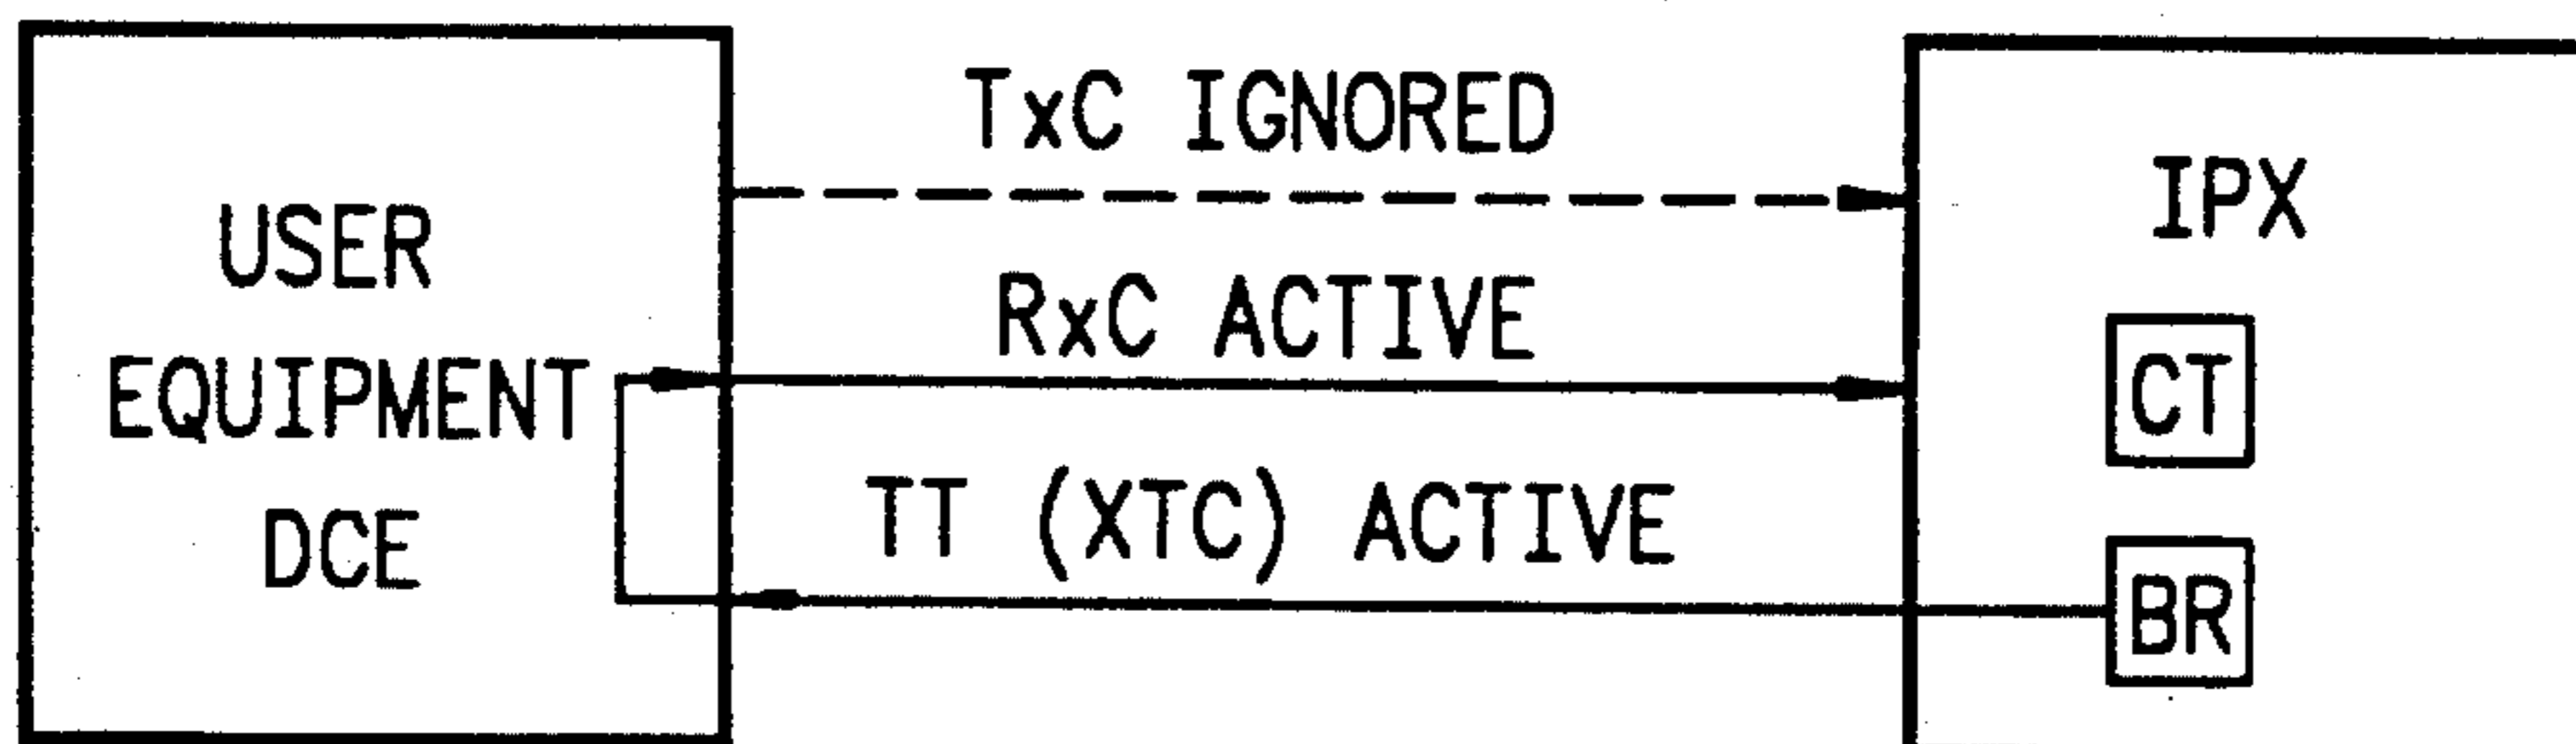 USER
EQUIPMENT
DCE
TxC IGNORED
RxC ACTIVE
TT (XTC) ACTIVE
IPX
CT
BR